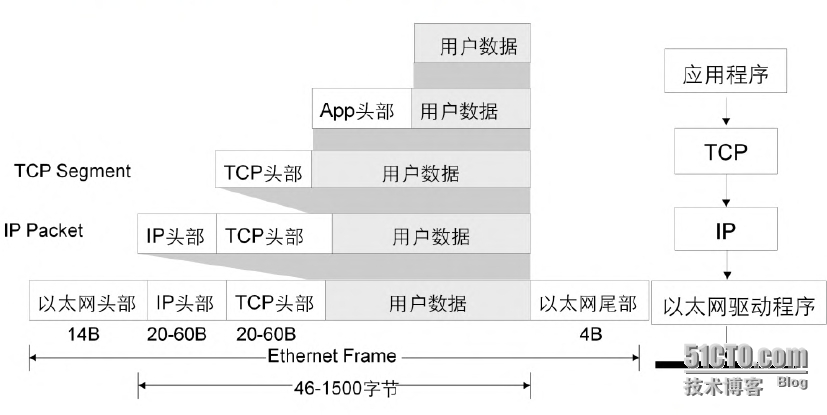 用户数据
应用程序
App头部 用户数据
TCP Segment TCP头部 用户数据
TCP
IP Packet IP头部 TCP头部 用户数据
IP
以太网头部 IP头部 TCP头部 用户数据 以太网尾部 以太网驱动程序
14B 20-60B 20-60B 4B
Ethernet Frame
46-1500字节
51CTO.com
技术博客 Blog